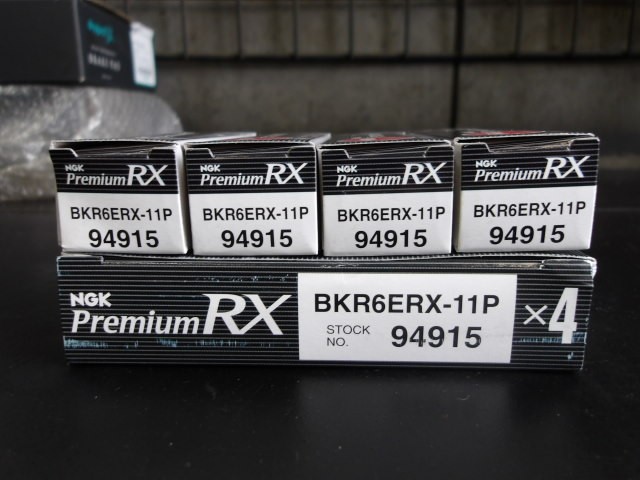 NGK
Premium RX
BKR6ERX-11P
94915
NGK
Premium RX
BKR6ERX-11P
94915
NGK
Premium RX
BKR6ERX-11P
94915
NGK
Premium RX
BKR6ERX-11P
94915
NGK
Premium RX
BKR6ERX-11P
STOCK
NO.
94915
×4